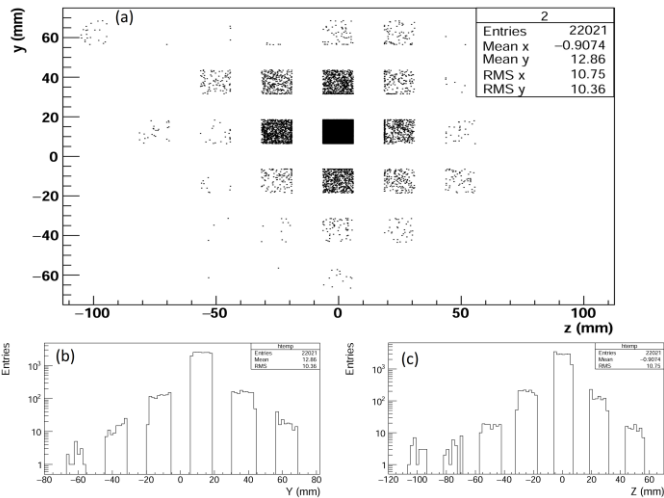 y (mm)
(a)
60
40
20
0
−20
−40
−60
2
Entries 22021
Mean x −0.9074
Mean y 12.86
RMS x 10.75
RMS y 10.36
−100 −50 0 50 100
z (mm)
Entries
(b)
10³
10²
10
1
htemp
Entries 22021
Mean 12.86
RMS 10.36
−80 −60 −40 −20 0 20 40 60 80
Y (mm)
Entries
(c)
10³
10²
10
1
htemp
Entries 22021
Mean −0.9074
RMS 10.75
−120 −100 −80 −60 −40 −20 0 20 40 60
Z (mm)